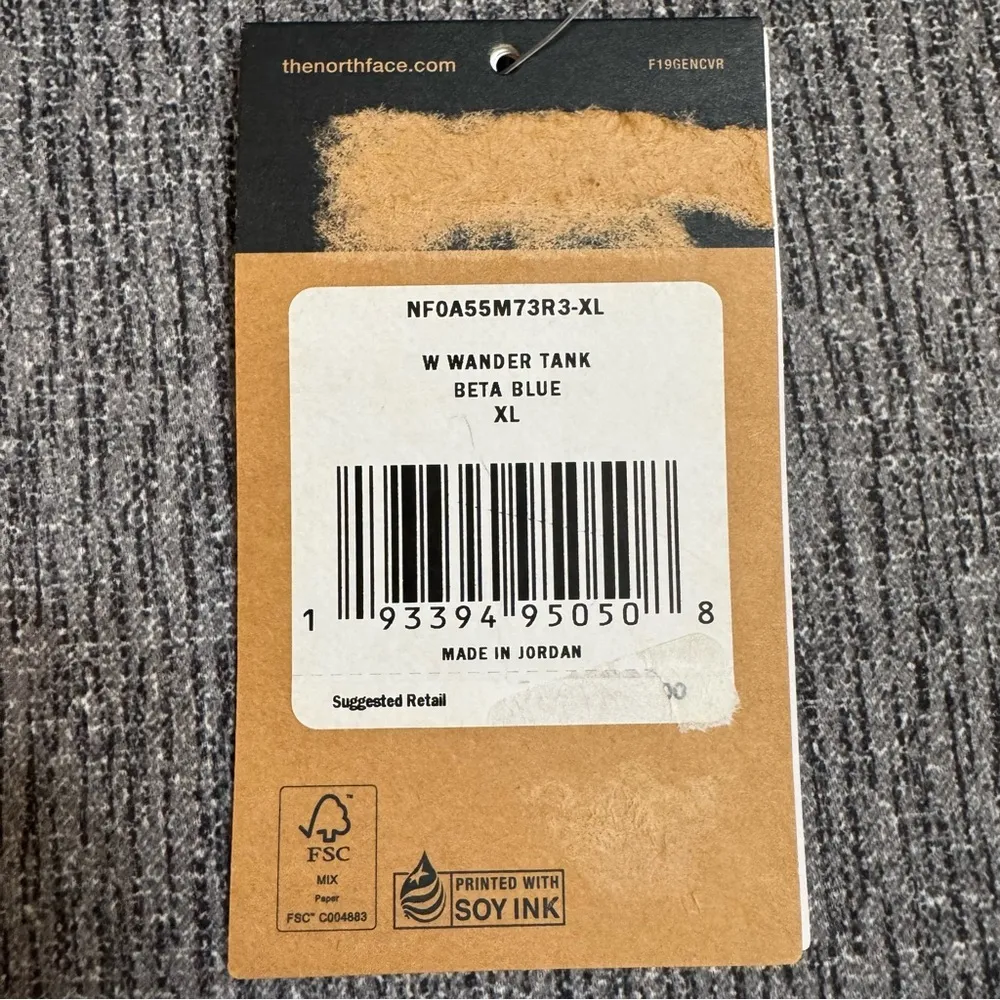 thenorthface.com
F19GENCVR
NF0A55M73R3-XL
W WANDER TANK
BETA BLUE
XL
1 93394 95050 8
MADE IN JORDAN
Suggested Retail
00
FSC
MIX
Paper
FSC™ C004883
PRINTED WITH
SOY INK